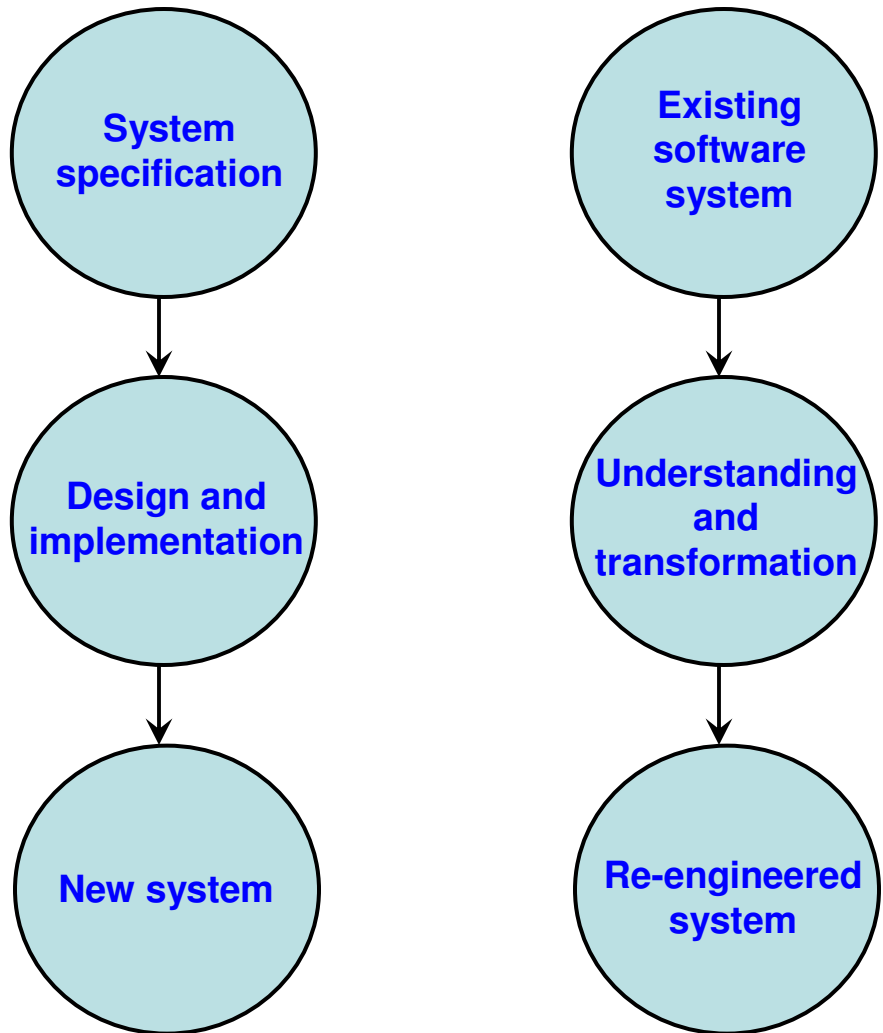 System
specification
Existing
software
system
Design and
implementation
Understanding
and
transformation
New system
Re-engineered
system